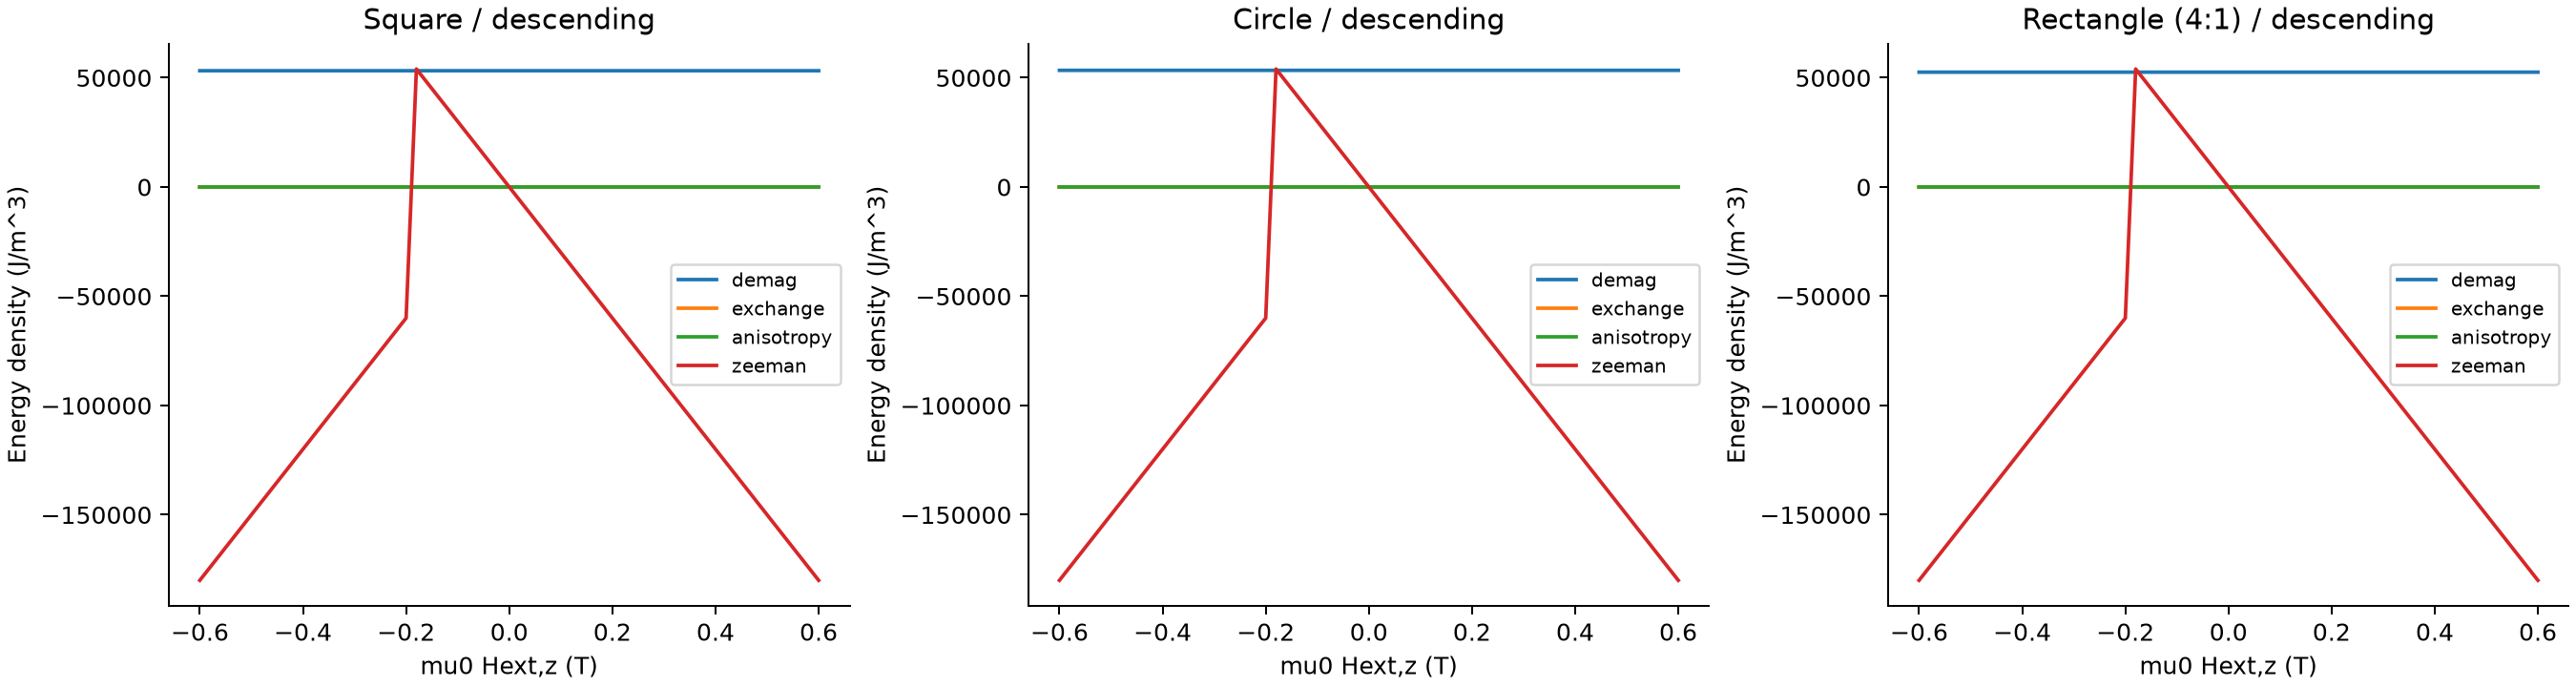 Square / descending
Energy density (J/m^3)
50000
0
−50000
−100000
−150000
demag
exchange
anisotropy
zeeman
−0.6 −0.4 −0.2 0.0 0.2 0.4 0.6
mu0 Hext,z (T)
Circle / descending
Energy density (J/m^3)
50000
0
−50000
−100000
−150000
demag
exchange
anisotropy
zeeman
−0.6 −0.4 −0.2 0.0 0.2 0.4 0.6
mu0 Hext,z (T)
Rectangle (4:1) / descending
Energy density (J/m^3)
50000
0
−50000
−100000
−150000
demag
exchange
anisotropy
zeeman
−0.6 −0.4 −0.2 0.0 0.2 0.4 0.6
mu0 Hext,z (T)